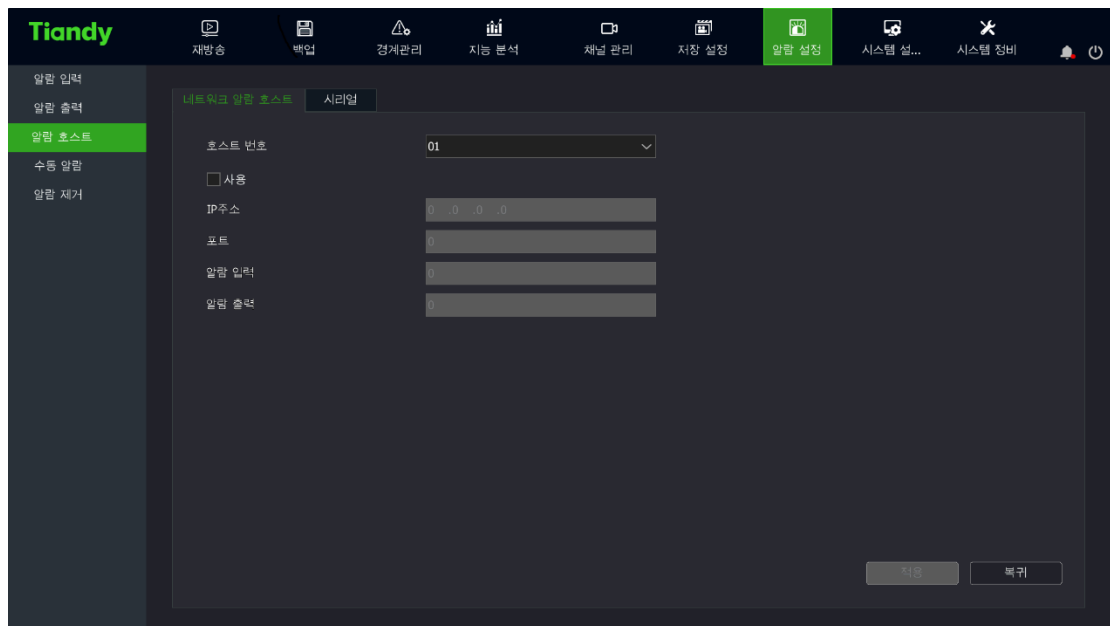 Tiandy
재방송
백업
경계관리
지능 분석
채널 관리
저장 설정
알람 설정
시스템 설...
시스템 정비
알람 입력
알람 출력
알람 호스트
수동 알람
알람 제거
네트워크 알람 호스트
시리얼
호스트 번호
01
사용
IP주소
0 .0 .0 .0
포트
0
알람 입력
0
알람 출력
0
적용
복귀